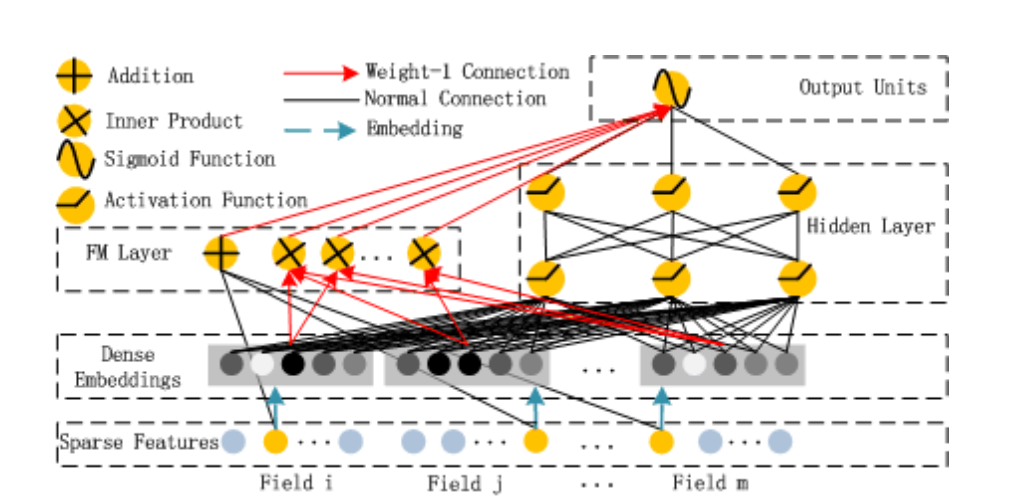 Addition
Inner Product
Sigmoid Function
Activation Function
Weight-1 Connection
Normal Connection
Embedding
Output Units
Hidden Layer
FM Layer
...
Dense
Embeddings
...
Sparse Features
...
...
...
...
Field i
Field j
...
Field m